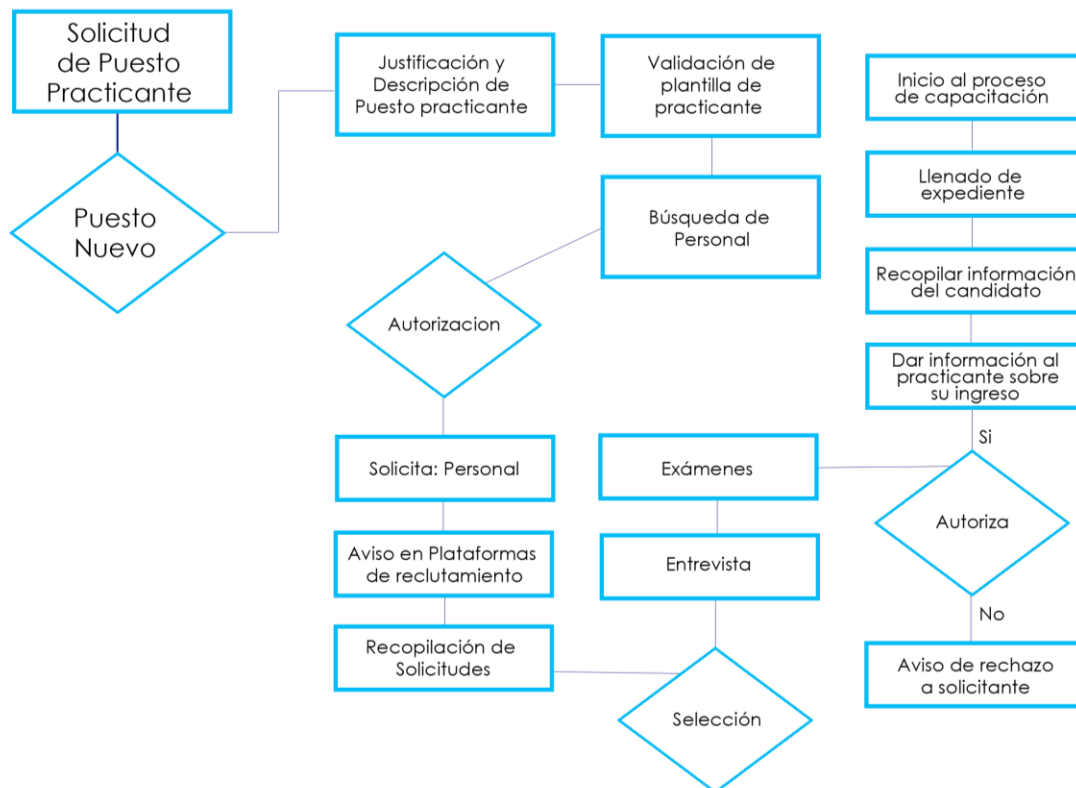 Solicitud
de Puesto
Practicante
Puesto
Nuevo
Justificación y
Descripción de
Puesto practicante
Validación de
plantilla de
practicante
Búsqueda de
Personal
Autorizacion
Solicita: Personal
Aviso en Plataformas
de reclutamiento
Recopilación de
Solicitudes
Selección
Entrevista
Exámenes
Autoriza
Si
No
Aviso de rechazo
a solicitante
Dar información al
practicante sobre
su ingreso
Recopilar información
del candidato
Llenado de
expediente
Inicio al proceso
de capacitación